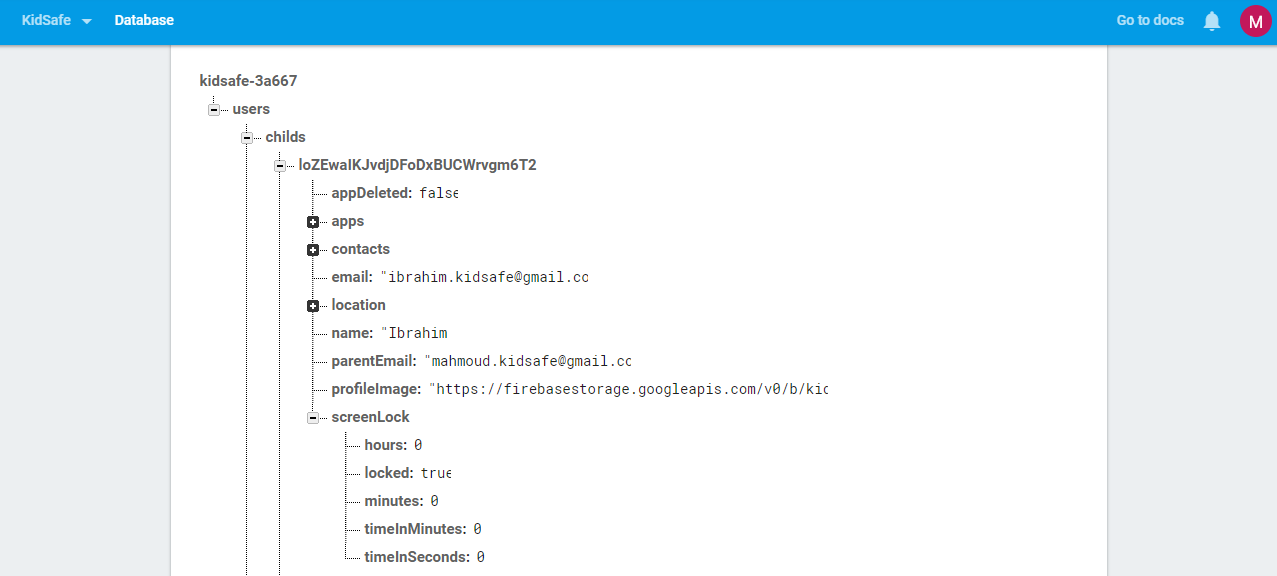 KidSafe Database Go to docs M
kidsafe-3a667
users
childs
loZEwaIKJvdjDFoDxBUCWrvgm6T2
appDeleted: false
apps
contacts
email: "ibrahim.kidsafe@gmail.cc
location
name: "Ibrahim
parentEmail: "mahmoud.kidsafe@gmail.cc
profileImage: "https://firebasestorage.googleapis.com/v0/b/kic
screenLock
hours: 0
locked: true
minutes: 0
timeInMinutes: 0
timeInSeconds: 0